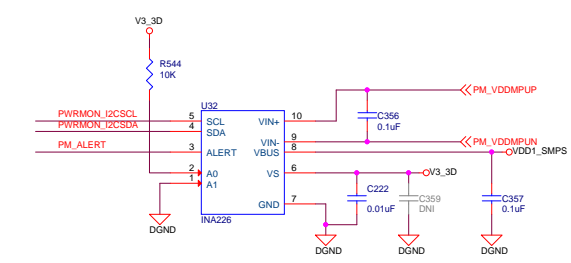 V3_3D
R544
10K
U32
PWRMON_I2CSCL
5
SCL
VIN+
10
PM_VDDMPUP
PWRMON_I2CSDA
4
SDA
C356
0.1uF
PM_ALERT
3
ALERT
VIN-
9
PM_VDDMPUN
VBUS
8
VDD1_SMPS
2
A0
VS
6
V3_3D
1
A1
C222
0.01uF
C359
DNI
C357
0.1uF
GND
7
INA226
DGND
DGND
DGND
DGND